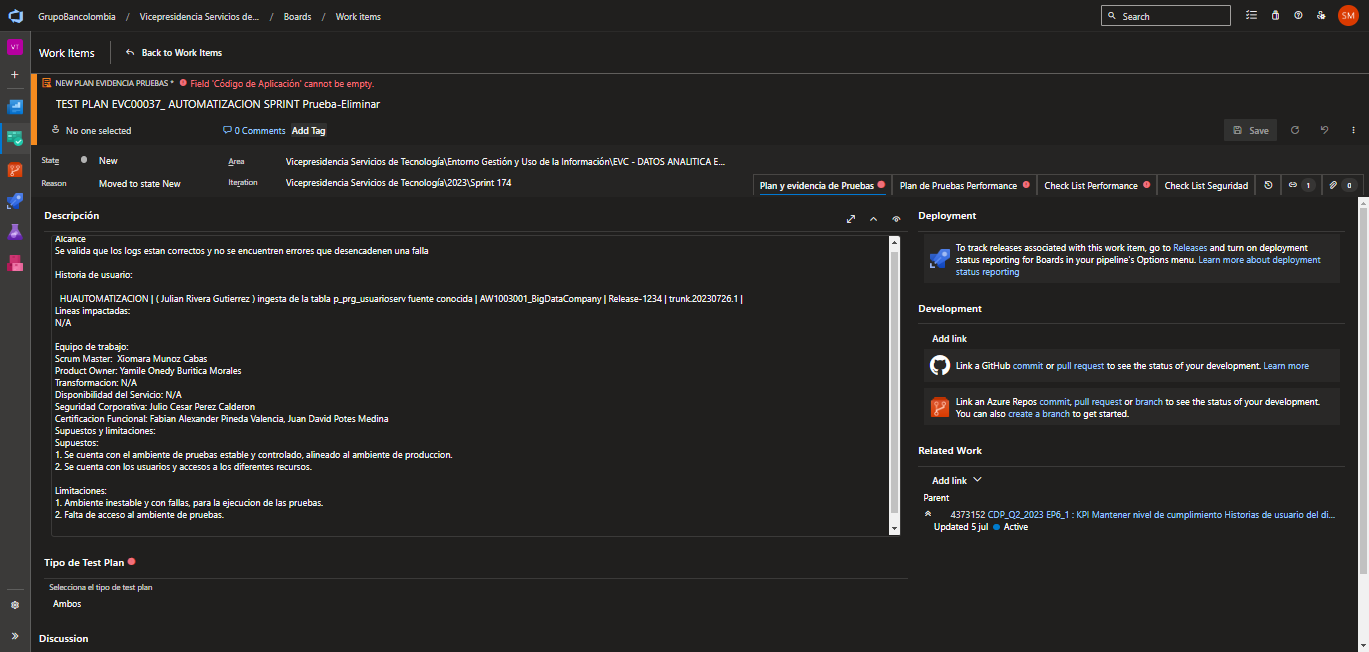 GrupoBancolombia / Vicepresidencia Servicios de... / Boards / Work items
Search
SM
VT
Work Items
Back to Work Items
NEW PLAN EVIDENCIA PRUEBAS * Field 'Código de Aplicación' cannot be empty.
TEST PLAN EVC00037_ AUTOMATIZACION SPRINT Prueba-Eliminar
No one selected
0 Comments
Add Tag
Save
State
New
Area
Vicepresidencia Servicios de Tecnología\Entorno Gestión y Uso de la Información\EVC - DATOS ANALITICA E...
Reason
Moved to state New
Iteration
Vicepresidencia Servicios de Tecnología\2023\Sprint 174
Plan y evidencia de Pruebas
Plan de Pruebas Performance
Check List Performance
Check List Seguridad
1
0
Descripción
Alcance
Se valida que los logs estan correctos y no se encuentren errores que desencadenen una falla
Historia de usuario:
HUAUTOMATIZACION | ( Julian Rivera Gutierrez ) ingesta de la tabla p_prg_usuarioserv fuente conocida | AW1003001_BigDataCompany | Release-1234 | trunk.20230726.1 |
Lineas impactadas:
N/A
Equipo de trabajo:
Scrum Master:  Xiomara Munoz Cabas
Product Owner: Yamile Onedy Buritica Morales
Transformacion: N/A
Disponibilidad del Servicio: N/A
Seguridad Corporativa: Julio Cesar Perez Calderon
Certificacion Funcional: Fabian Alexander Pineda Valencia, Juan David Potes Medina
Supuestos y limitaciones:
Supuestos:
1. Se cuenta con el ambiente de pruebas estable y controlado, alineado al ambiente de produccion.
2. Se cuenta con los usuarios y accesos a los diferentes recursos.
Limitaciones:
1. Ambiente inestable y con fallas, para la ejecucion de las pruebas.
2. Falta de acceso al ambiente de pruebas.
Tipo de Test Plan
Selecciona el tipo de test plan
Ambos
Discussion
Deployment
To track releases associated with this work item, go to Releases and turn on deployment
status reporting for Boards in your pipeline's Options menu. Learn more about deployment
status reporting
Development
Add link
Link a GitHub commit or pull request to see the status of your development. Learn more
Link an Azure Repos commit, pull request or branch to see the status of your development.
You can also create a branch to get started.
Related Work
Add link
Parent
4373152 CDP_Q2_2023 EP6_1 : KPI Mantener nivel de cumplimiento Historias de usuario del di...
Updated 5 jul Active